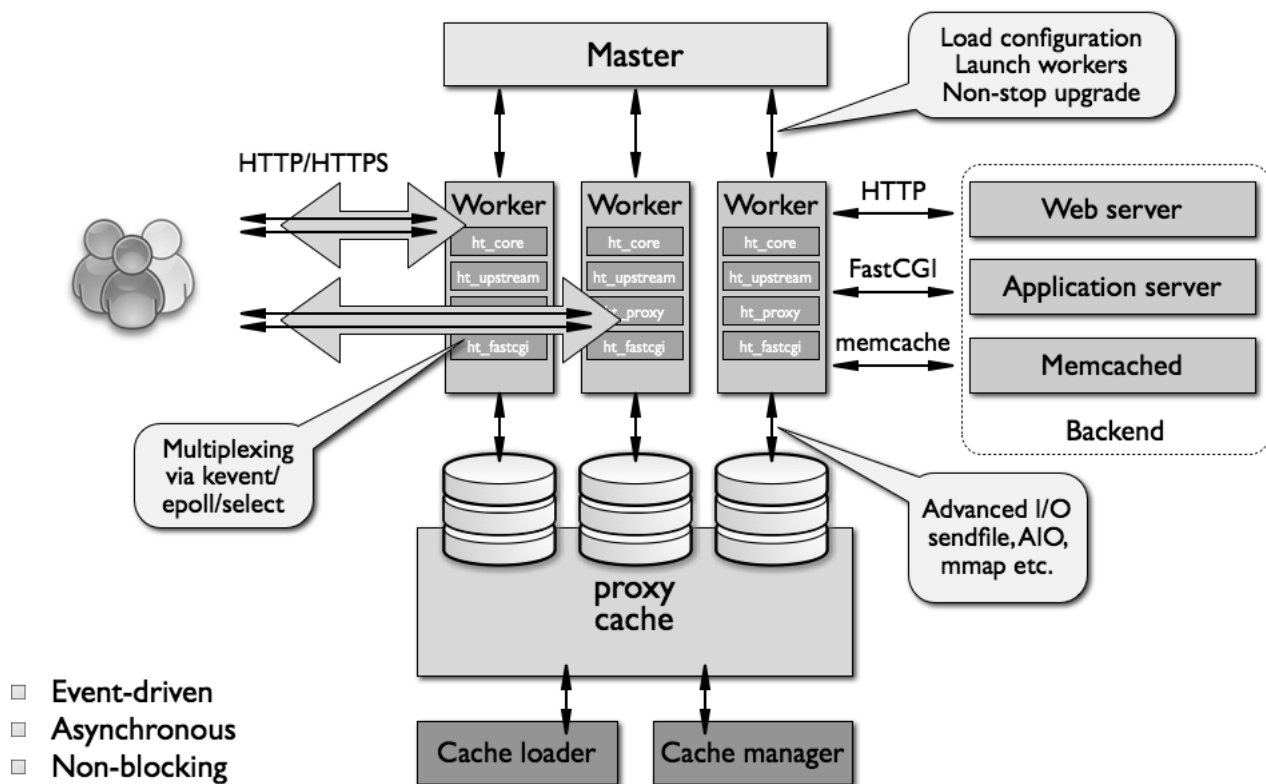 Master
Load configuration
Launch workers
Non-stop upgrade
HTTP/HTTPS
Worker
ht_core
ht_upstream
ht_fastcgi
Worker
ht_core
ht_upstream
ht_proxy
ht_fastcgi
Worker
ht_core
ht_upstream
ht_proxy
ht_fastcgi
HTTP
FastCGI
memcache
Web server
Application server
Memcached
Backend
Multiplexing
via kevent/
epoll/select
Advanced I/O
sendfile, AIO,
mmap etc.
proxy
cache
Cache loader
Cache manager
Event-driven
Asynchronous
Non-blocking